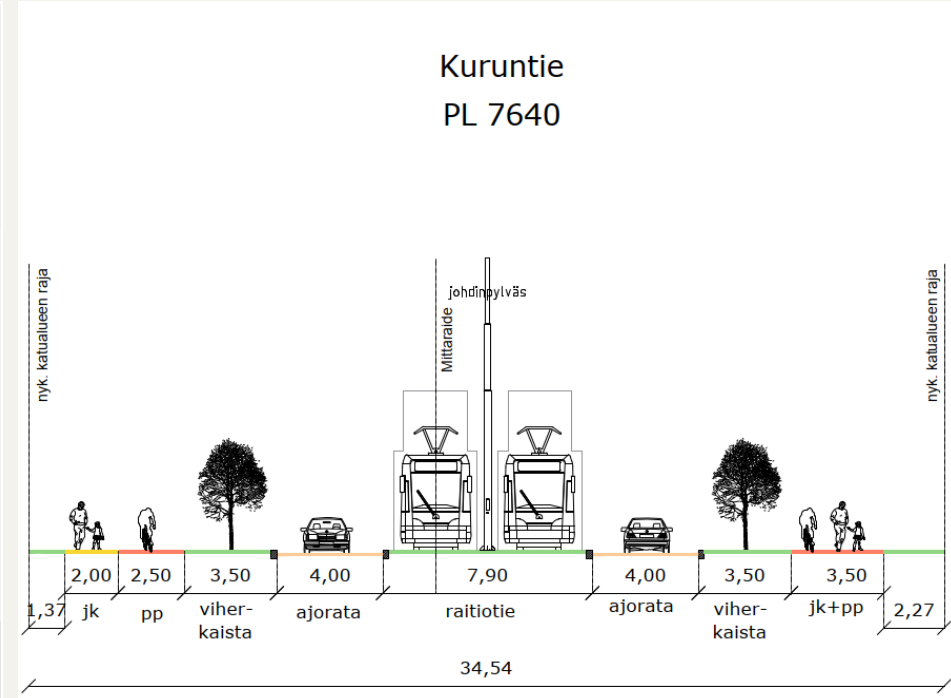 Kuruntie
PL 7640
nyk. katualueen raja
Mittaraide
johdinpylväs
nyk. katualueen raja
2,00
2,50
3,50
4,00
7,90
4,00
3,50
3,50
1,37
jk
pp
viher-
kaista
ajorata
raitiotie
ajorata
viher-
kaista
jk+pp
2,27
34,54